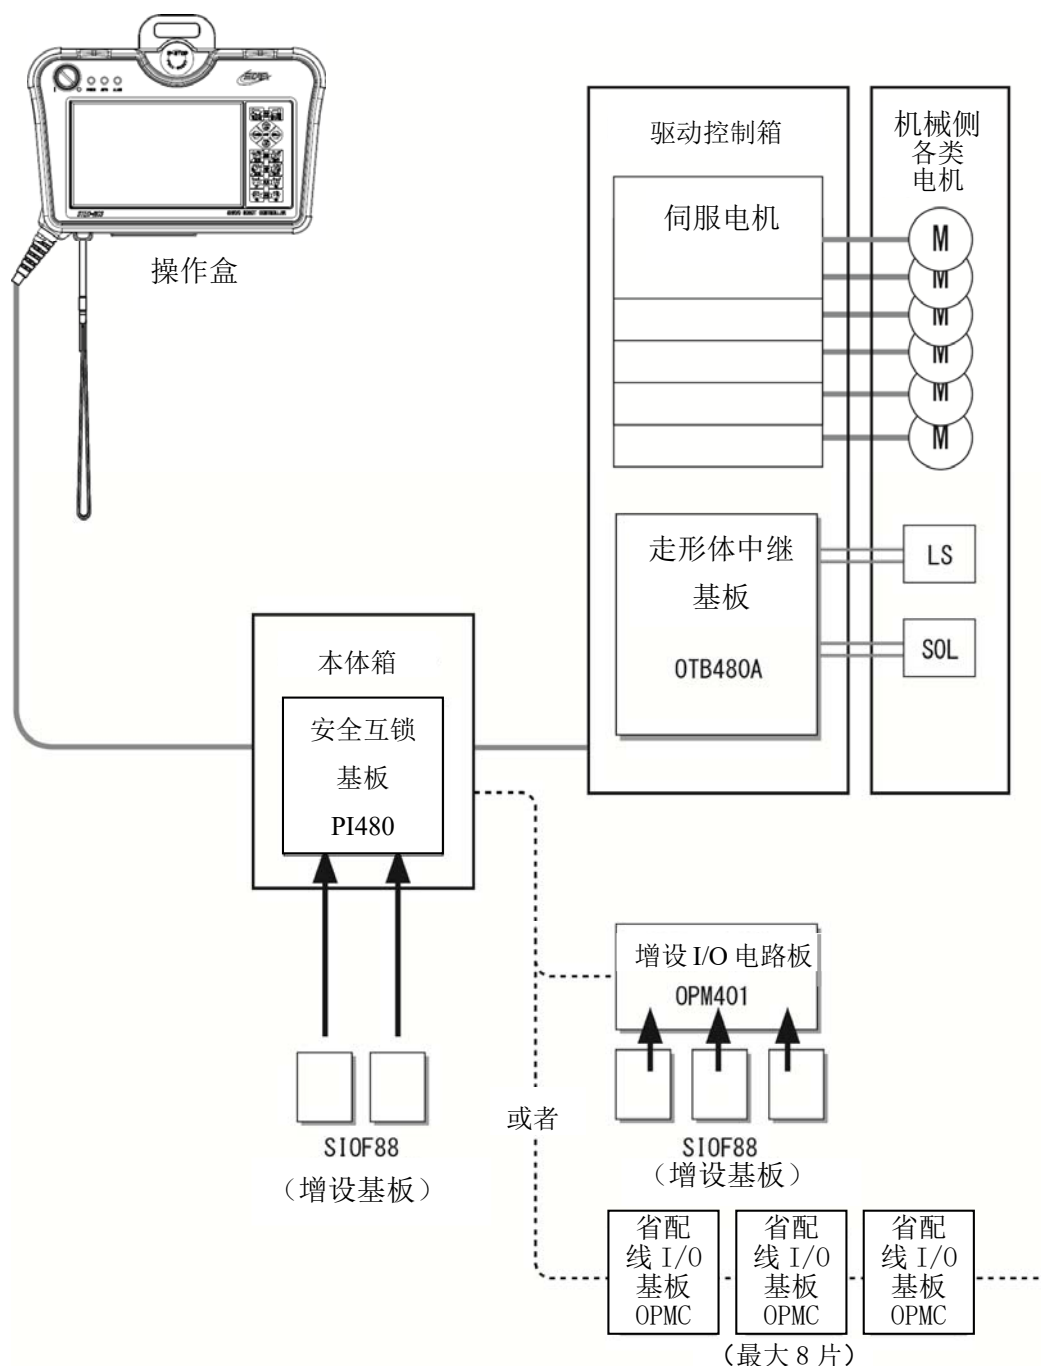 E-STOP
操作盒
驱动控制箱
伺服电机
机械侧
各类
电机
M
M
M
M
M
M
走形体中继
基板
OTB480A
LS
SOL
本体箱
安全互锁
基板
PI480
增设 I/O 电路板
OPM401
或者
SIOF88
（增设基板）
SIOF88
（增设基板）
省配
线 I/O
基板
OPMC
省配
线 I/O
基板
OPMC
省配
线 I/O
基板
OPMC
（最大 8 片）